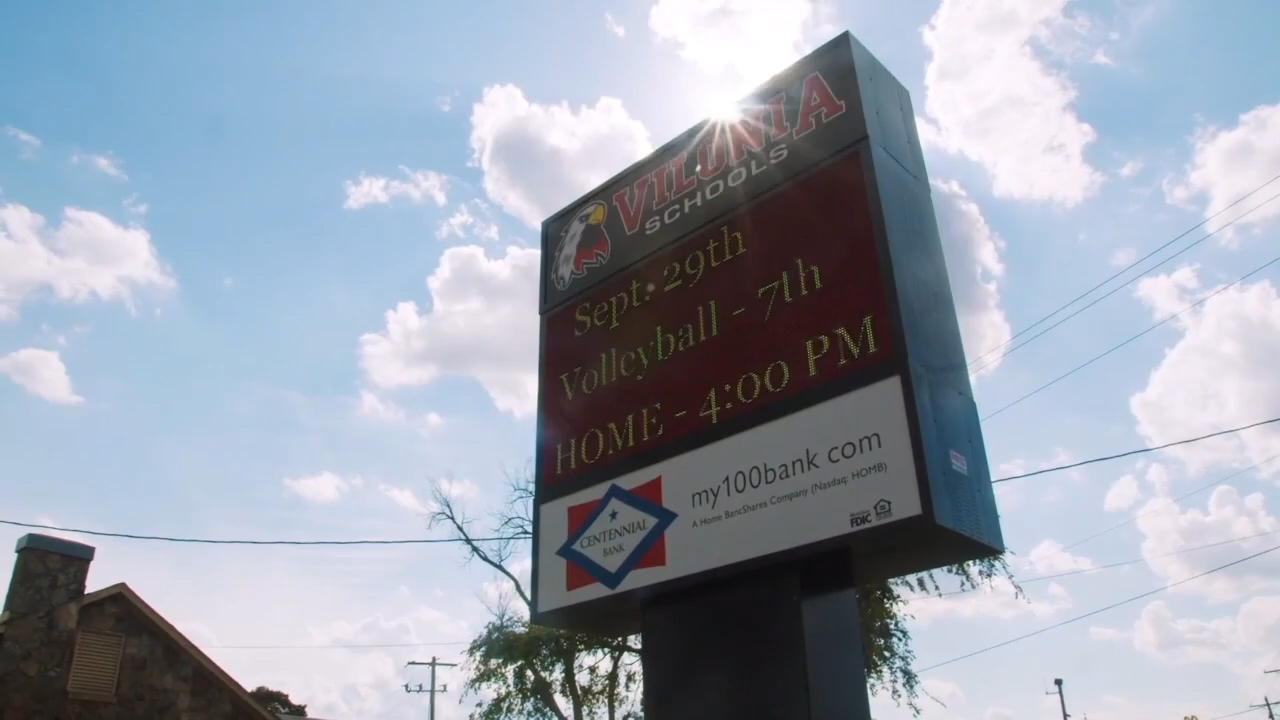 VILONIA
SCHOOLS
Sept. 29th
Volleyball - 7th
HOME - 4:00 PM
my100bank com
A Home BancShares Company (Nasdaq: HOMB)
CENTENNIAL
BANK
FDIC